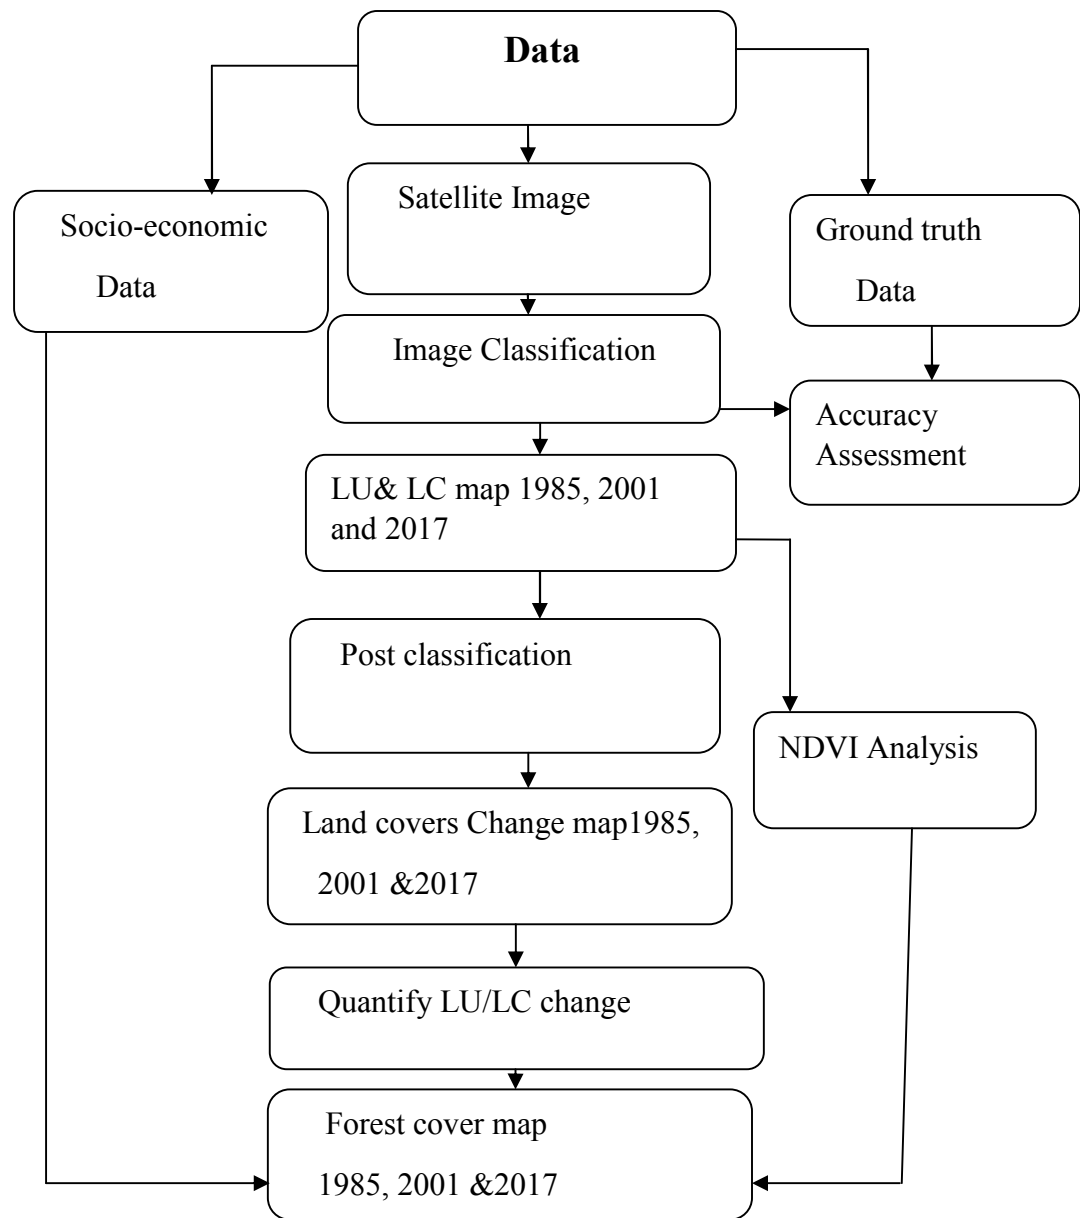 Data
Satellite Image
Socio-economic
Data
Ground truth
Data
Image Classification
Accuracy
Assessment
LU& LC map 1985, 2001
and 2017
Post classification
NDVI Analysis
Land covers Change map1985,
2001 &2017
Quantify LU/LC change
Forest cover map
1985, 2001 &2017